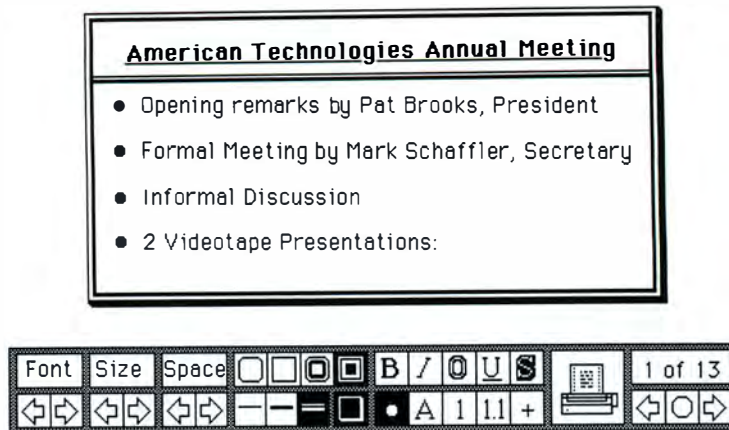 American Technologies Annual Meeting
● Opening remarks by Pat Brooks, President
● Formal Meeting by Mark Schaffler, Secretary
● Informal Discussion
● 2 Videotape Presentations:
Font Size Space B I O U S 1 of 13
A 1 1.1 +